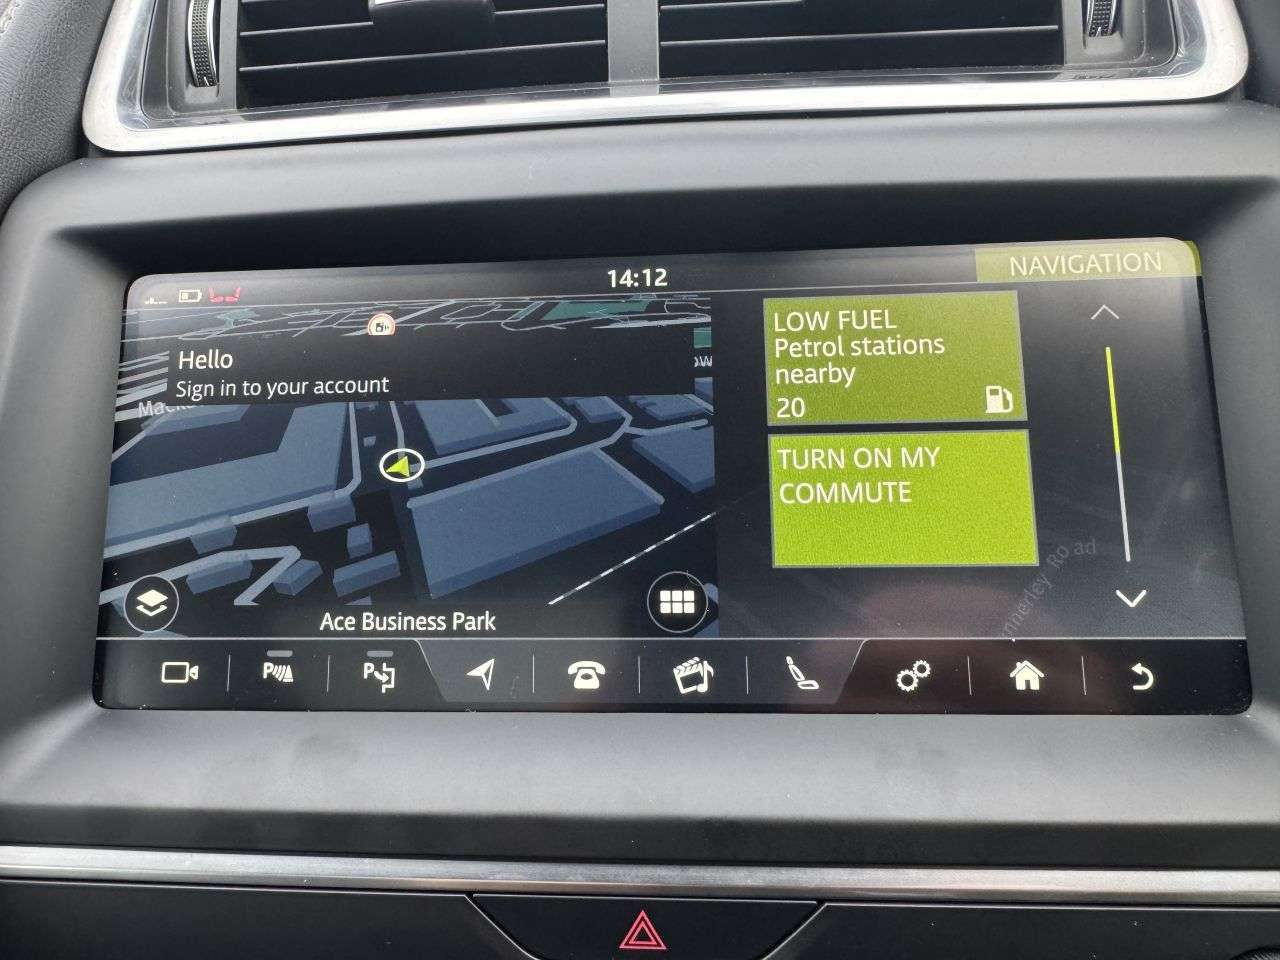 14:12
NAVIGATION
Hello
Sign in to your account
LOW FUEL
Petrol stations
nearby
20
TURN ON MY
COMMUTE
Ace Business Park
P
P